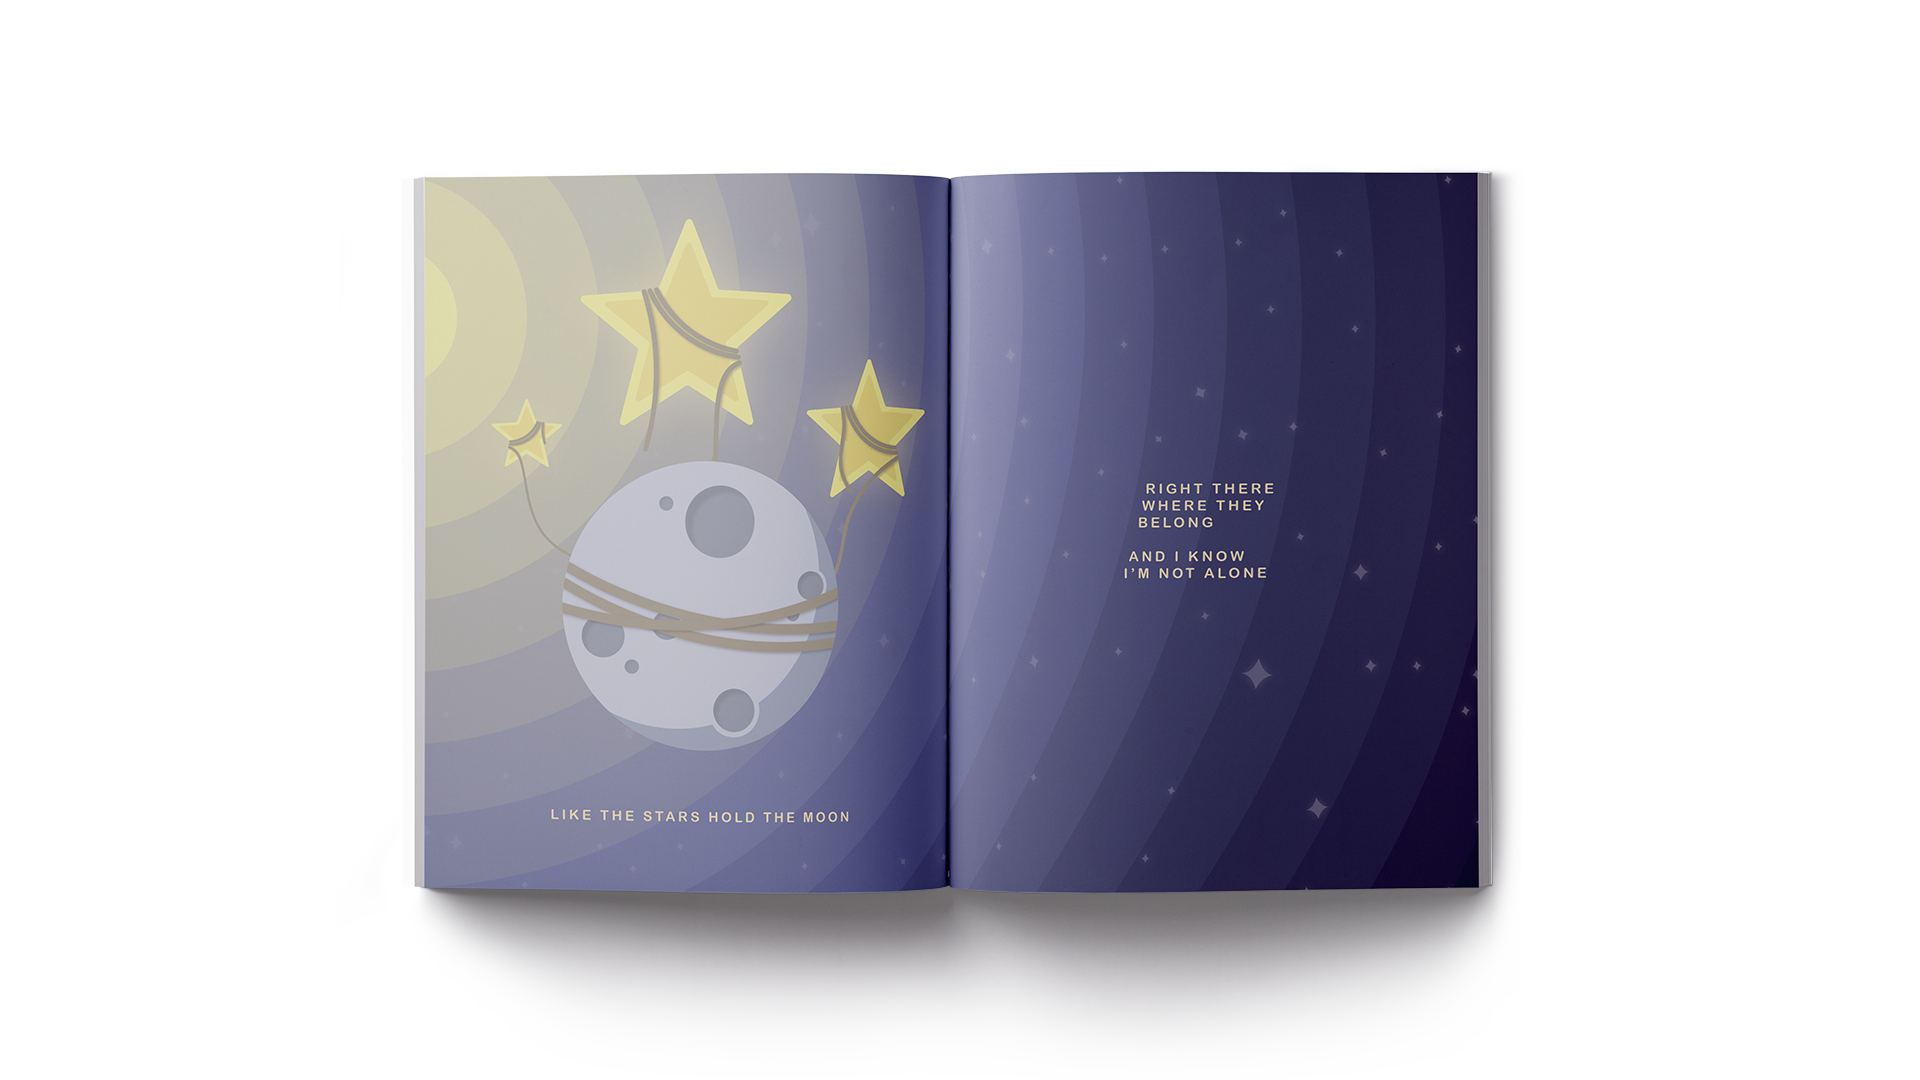 LIKE THE STARS HOLD THE MOON
RIGHT THERE
WHERE THEY
BELONG
AND I KNOW
I'M NOT ALONE